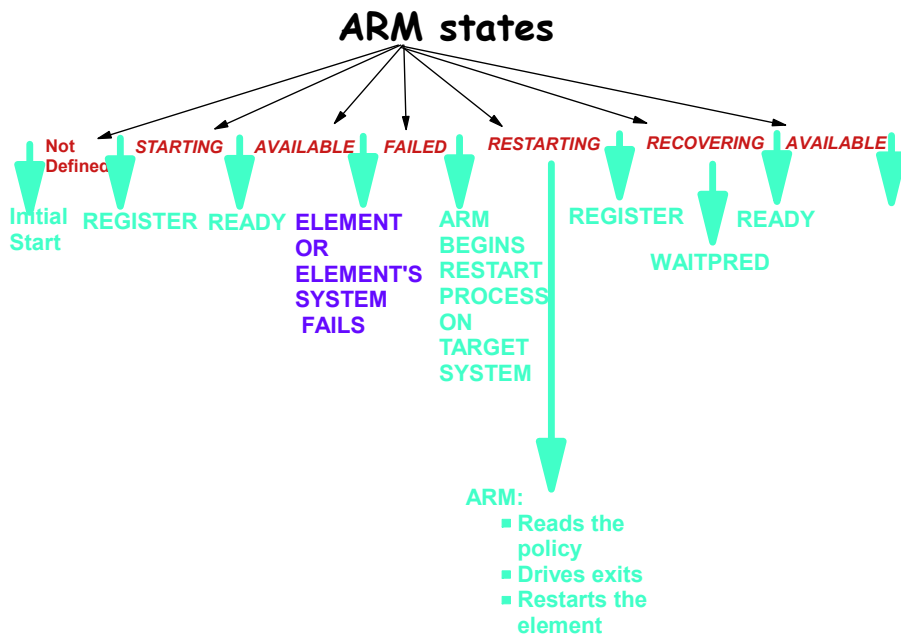 ARM states
Not
Defined
STARTING
AVAILABLE
FAILED
RESTARTING
RECOVERING
AVAILABLE
Initial
Start
REGISTER
READY
ELEMENT
OR
ELEMENT'S
SYSTEM
FAILS
ARM
BEGINS
RESTART
PROCESS
ON
TARGET
SYSTEM
REGISTER
WAITPRED
READY
ARM:
Reads the
policy
Drives exits
Restarts the
element